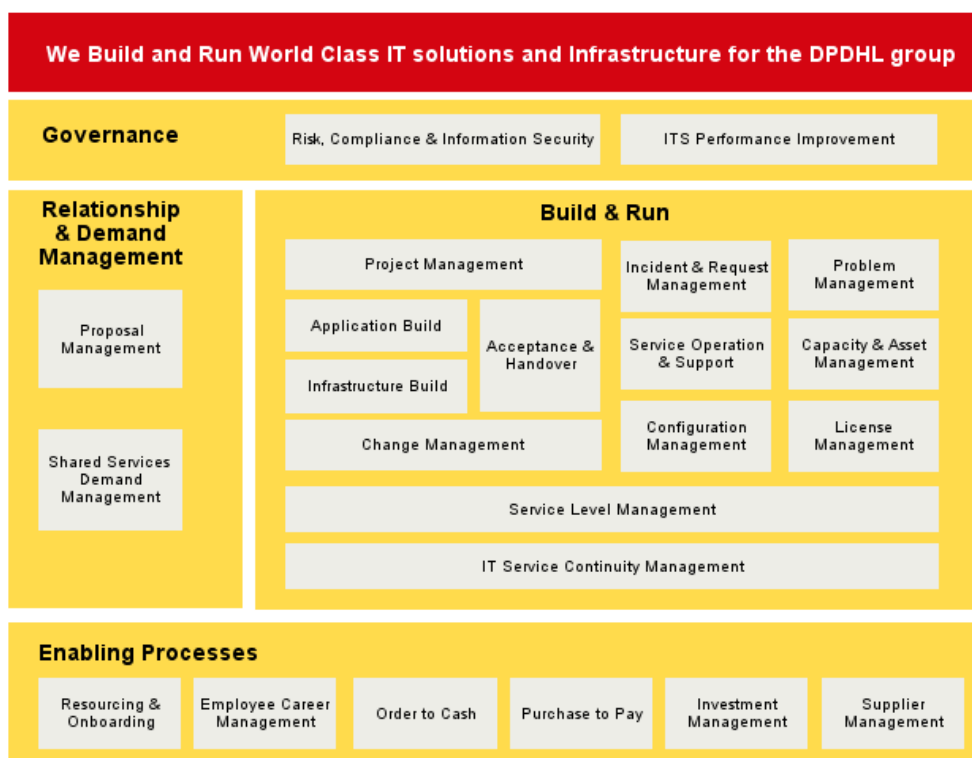 We Build and Run World Class IT solutions and Infrastructure for the DPDHL group
Governance
Risk, Compliance & Information Security
ITS Performance Improvement
Relationship
& Demand
Management
Proposal
Management
Shared Services
Demand
Management
Build & Run
Project Management
Application Build
Infrastructure Build
Acceptance &
Handover
Change Management
Incident & Request
Management
Problem
Management
Service Operation
& Support
Capacity & Asset
Management
Configuration
Management
License
Management
Service Level Management
IT Service Continuity Management
Enabling Processes
Resourcing &
Onboarding
Employee Career
Management
Order to Cash
Purchase to Pay
Investment
Management
Supplier
Management